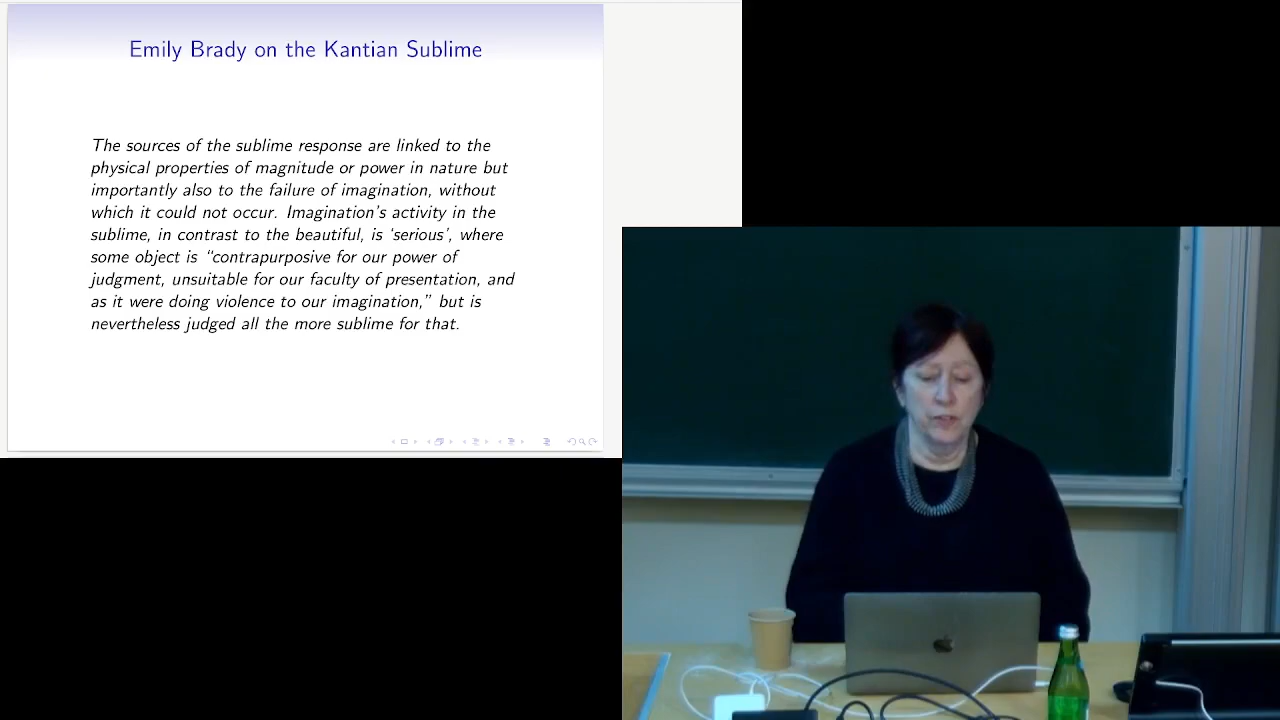 Emily Brady on the Kantian Sublime
The sources of the sublime response are linked to the
physical properties of magnitude or power in nature but
importantly also to the failure of imagination, without
which it could not occur. Imagination's activity in the
sublime, in contrast to the beautiful, is ‘serious’, where
some object is “contrapurposive for our power of
judgment, unsuitable for our faculty of presentation, and
as it were doing violence to our imagination,” but is
nevertheless judged all the more sublime for that.